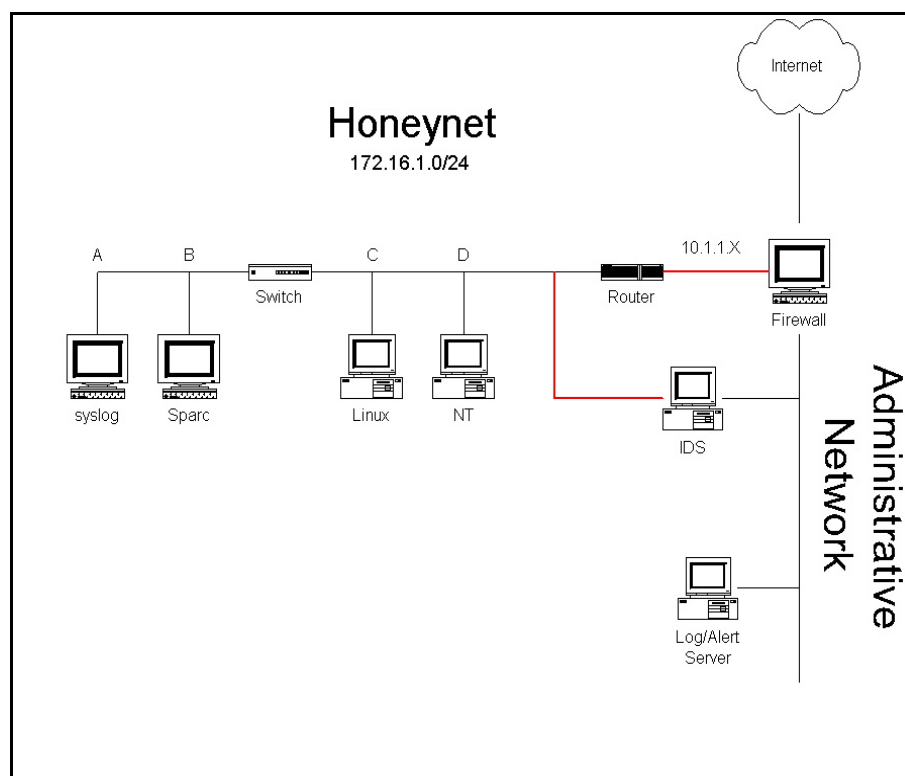 Internet
Honeynet
172.16.1.0/24
A
B
C
D
10.1.1.X
Switch
Router
Firewall
syslog
Sparc
Linux
NT
IDS
Administrative
Network
Log/Alert
Server